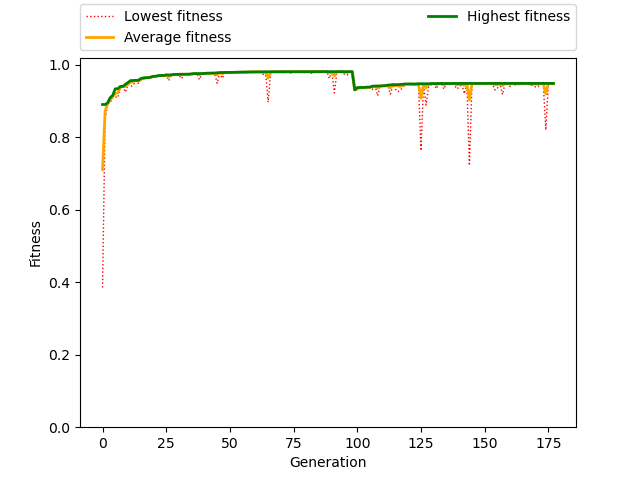 Lowest fitness
Average fitness
Highest fitness
1.0
0.8
0.6
0.4
0.2
0.0
Fitness
0 25 50 75 100 125 150 175
Generation